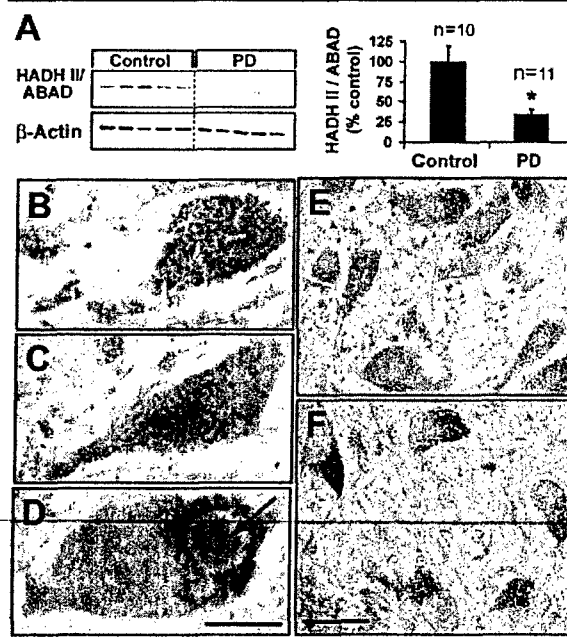 A
Control PD
HADH II/
ABAD
β-Actin
HADH II / ABAD
(% control)
125
100
75
50
25
0
n=10
n=11
*
Control PD
B
E
C
F
D